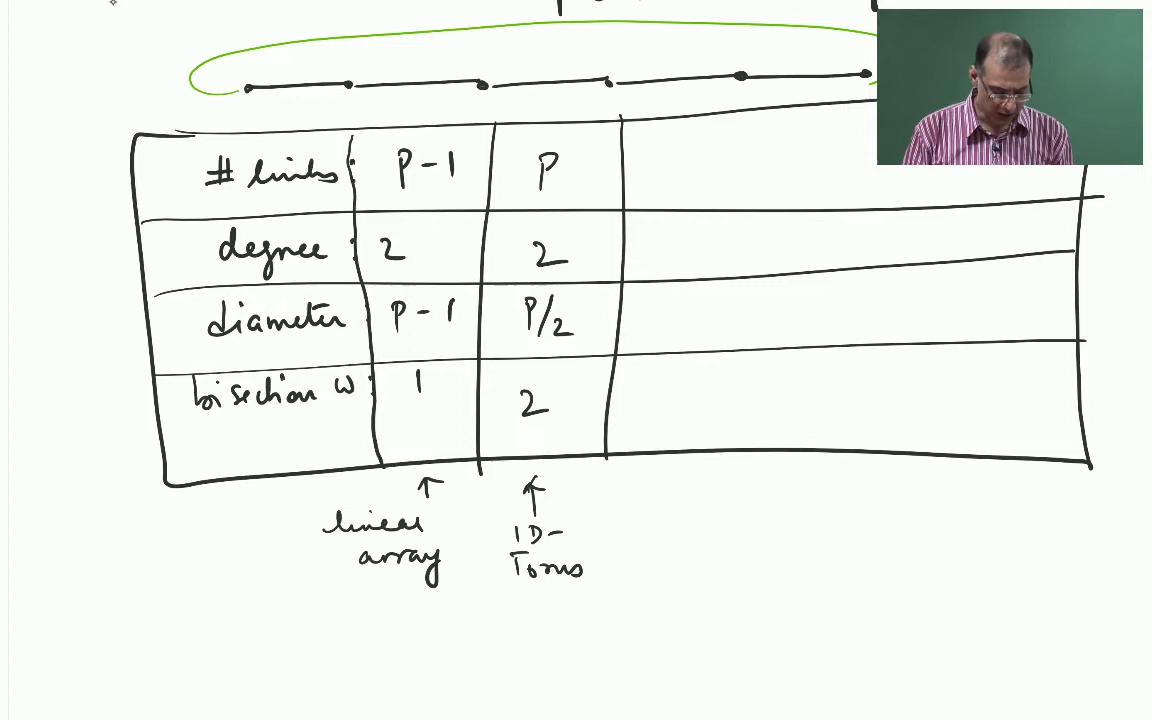 # links : P-1 P
degree : 2 2
diameter P-1 P/2
bisection w : 1 2
↑ ↑
linear 1D-
array Torus